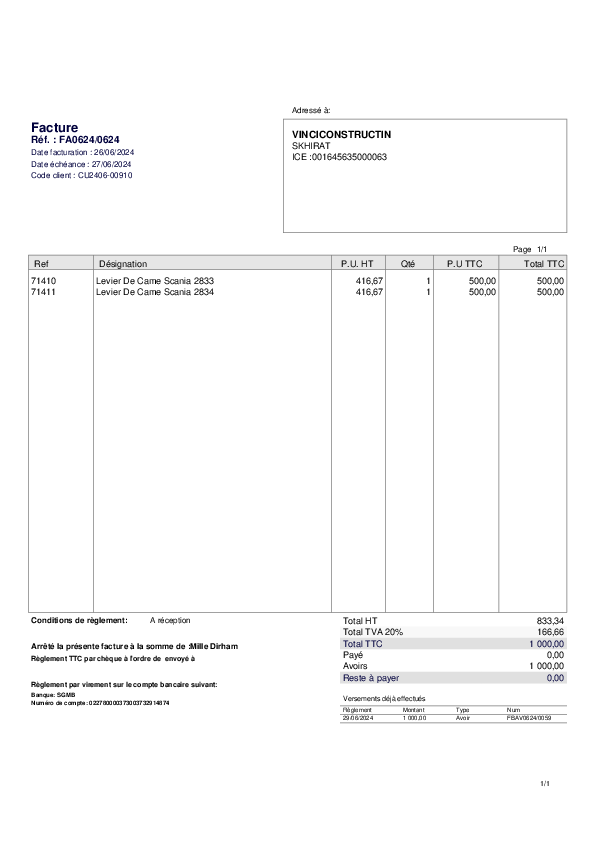 Adressé à:
Facture
Réf. : FA0624/0624
Date facturation : 26/06/2024
Date échéance : 27/06/2024
Code client : CU2406-00910
VINCICONSTRUCTIN
SKHIRAT
ICE :001645635000063
Page 1/1
Ref Désignation P.U. HT Qté P.U TTC Total TTC
71410 Levier De Came Scania 2833 416,67 1 500,00 500,00
71411 Levier De Came Scania 2834 416,67 1 500,00 500,00
Conditions de règlement: A réception
Total HT 833,34
Total TVA 20% 166,66
Total TTC 1 000,00
Payé 0,00
Avoirs 1 000,00
Reste à payer 0,00
Arrêté la présente facture à la somme de :Mille Dirham
Règlement TTC par chèque à l'ordre de envoyé à
Règlement par virement sur le compte bancaire suivant:
Banque: SGMB
Numéro de compte:
Versements déjà effectués
Règlement Montant Type Num
29/06/2024 1 000,00 Avoir FBAV0624/0059
1/1